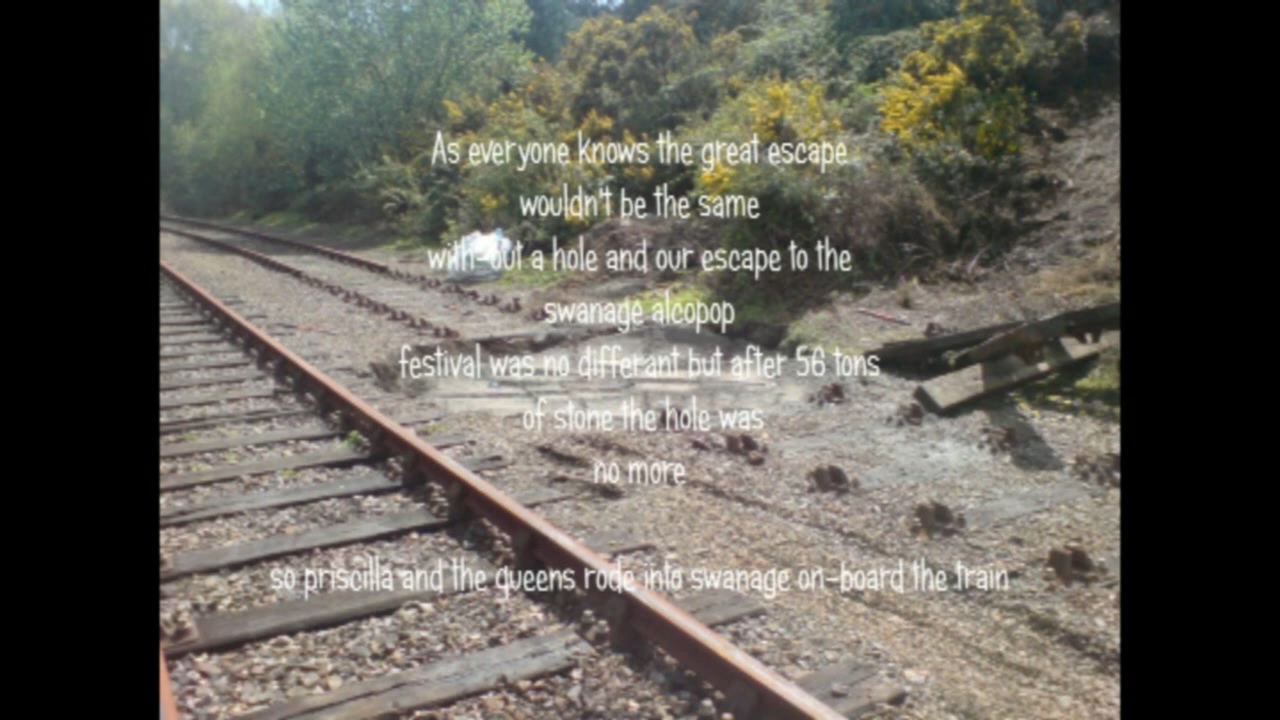 As everyone knows the great escape
wouldn't be the same
with-out a hole and our escape to the
swanage alcopop
festival was no differant but after 56 tons
of stone the hole was
no more
so priscilla and the queens rode into swanage on-board the train